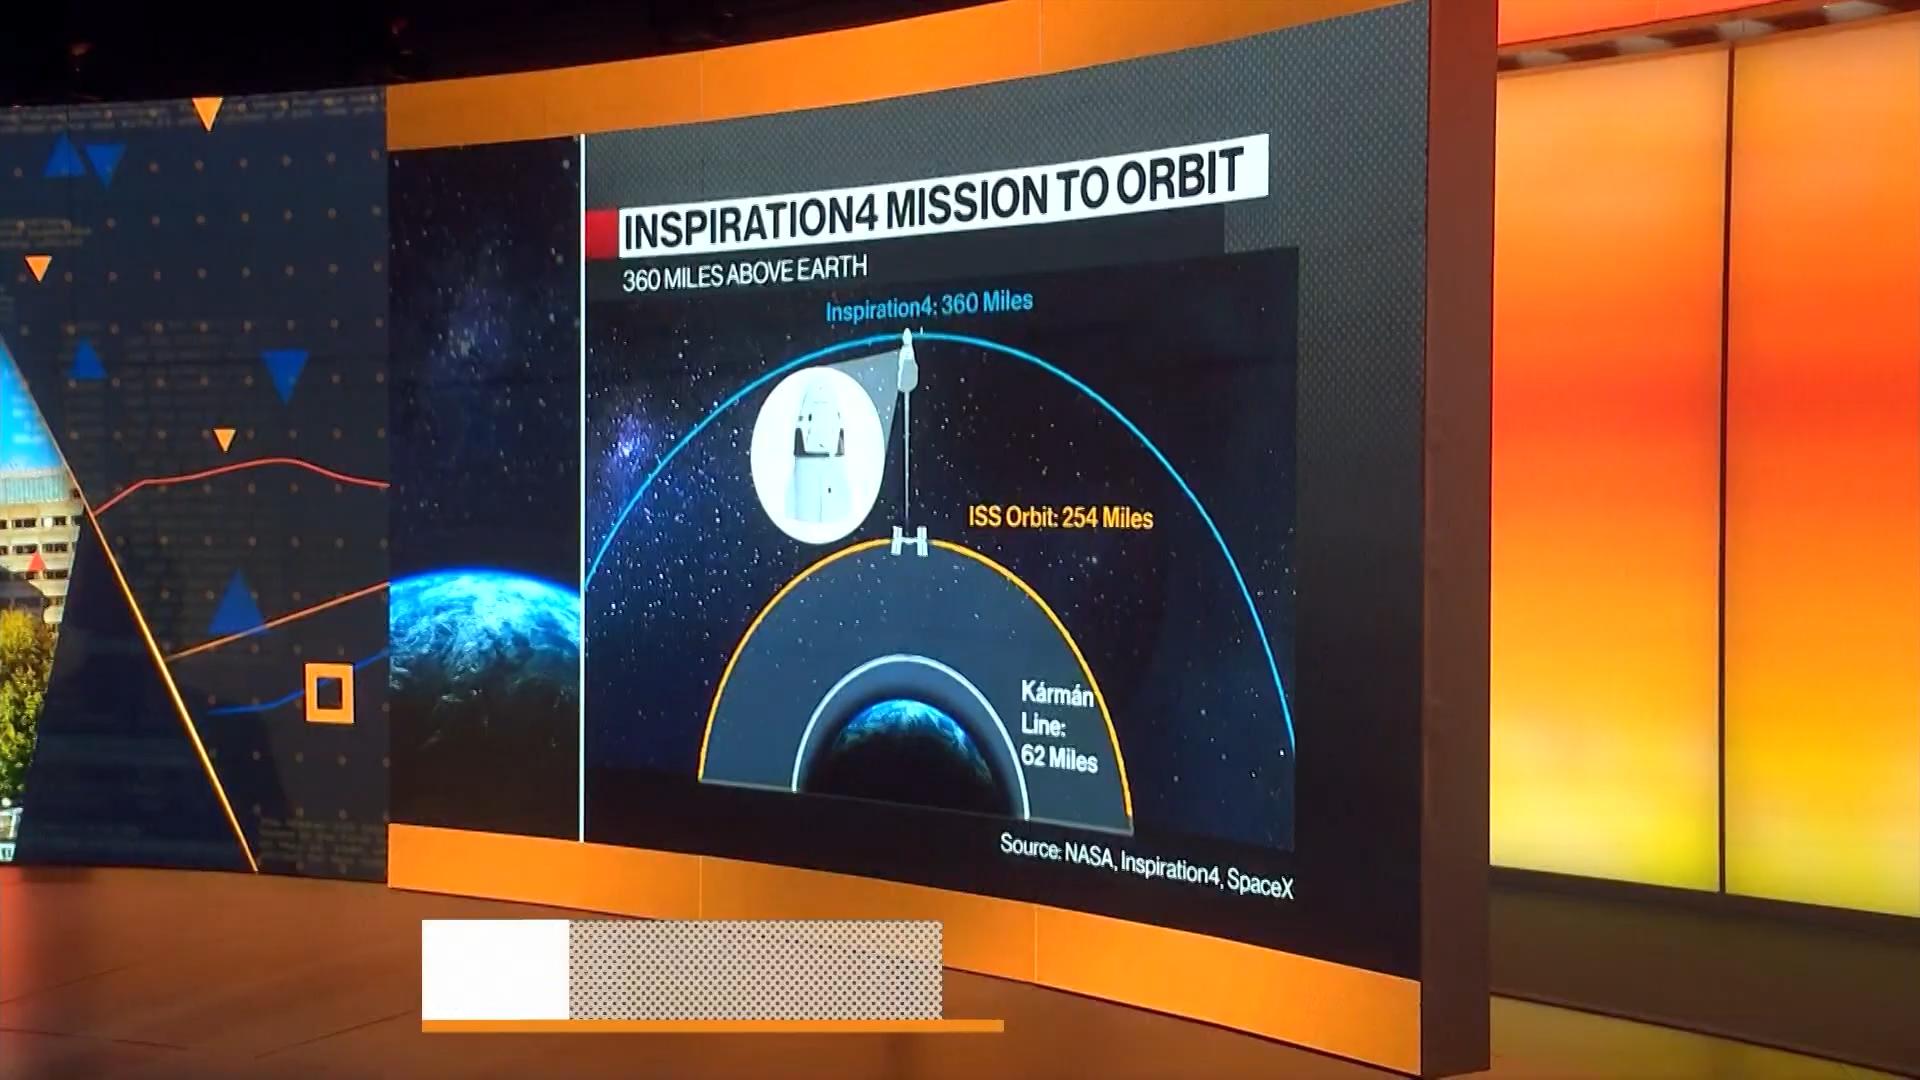 INSPIRATION4 MISSION TO ORBIT
360 MILES ABOVE EARTH
Inspiration4: 360 Miles
ISS Orbit: 254 Miles
Kármán
Line:
62 Miles
Source: NASA, Inspiration4, SpaceX